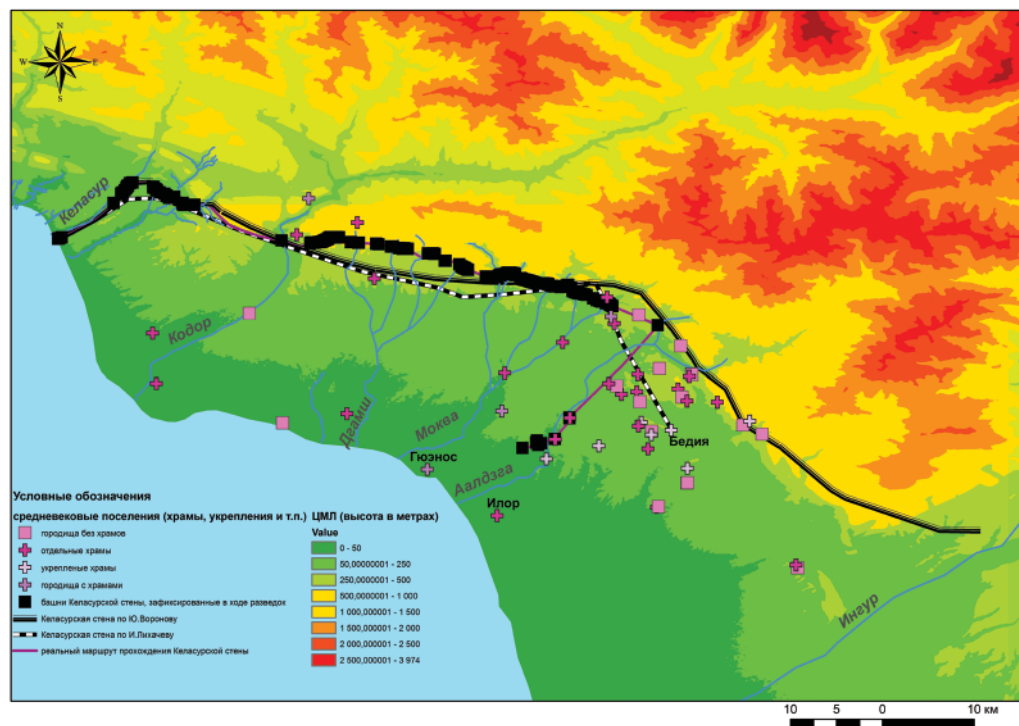 N
W E
S
Келасур
Кодор
Дгамш
Моква
Гюэнос
Аалдзга
Илор
Бедия
Ингур
Условные обозначения
средневековые поселения (храмы, укрепления и т.п.)
городища без храмов
отдельные храмы
укрепленые храмы
городища с храмами
башни Келасурской стены, зафиксированные в ходе разведок
Келасурская стена по Ю.Воронову
Келасурская стена по И.Лихачеву
реальный маршрут прохождения Келасурской стены
ЦМЛ (высота в метрах)
Value
0 - 50
50,00000001 - 250
250,0000001 - 500
500,0000001 - 1 000
1 000,000001 - 1 500
1 500,000001 - 2 000
2 000,000001 - 2 500
2 500,000001 - 3 974
10 5 0 10 км